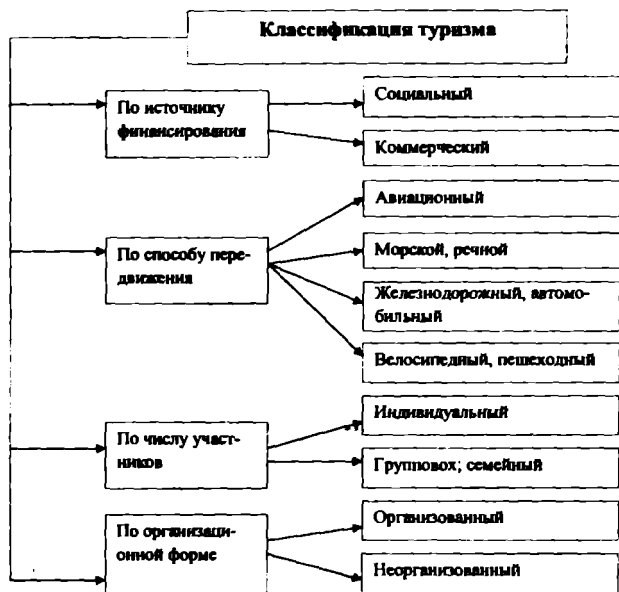 Классификация туризма
По источнику
финансирования
Социальный
Коммерческий
По способу пере-
движения
Авиационный
Морской, речной
Железнодорожный, автомо-
бильный
Велосипедный, пешеходный
По числу участ-
ников
Индивидуальный
Групповох; семейный
По организаци-
онной форме
Организованный
Неорганизованный